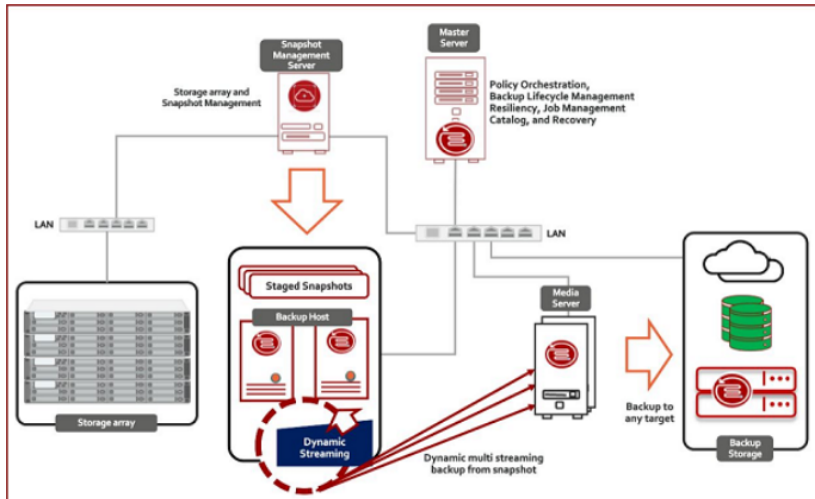 Snapshot
Management
Server
Master
Server
Storage array and
Snapshot Management
Policy Orchestration,
Backup Lifecycle Management
Resiliency, Job Management
Catalog, and Recovery
LAN
LAN
Staged Snapshots
Backup Host
Media
Server
Storage array
Dynamic
Streaming
Dynamic multi streaming
backup from snapshot
Backup to
any target
Backup
Storage